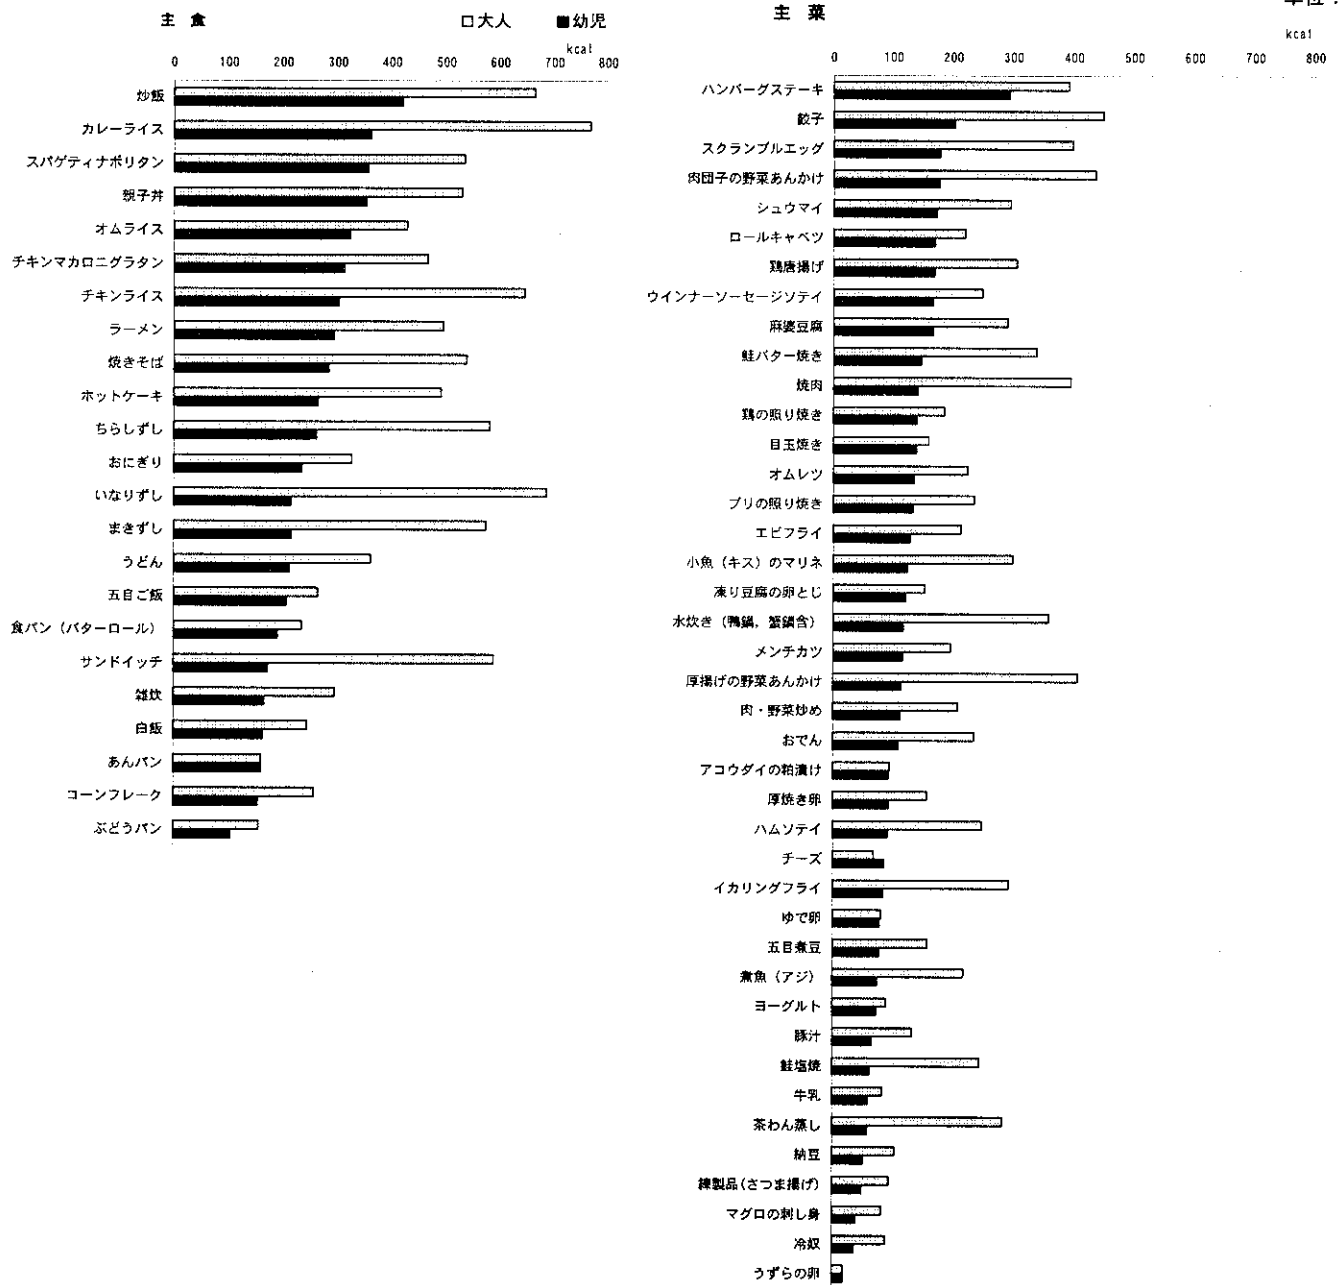 主食
□大人 ■幼児
kcal
0 100 200 300 400 500 600 700 800
炒飯
カレーライス
スパゲティナポリタン
親子丼
オムライス
チキンマカロニグラタン
チキンライス
ラーメン
焼きそば
ホットケーキ
ちらしずし
おにぎり
いなりずし
まきずし
うどん
五目ご飯
食パン（バターロール）
サンドイッチ
雑炊
白飯
あんパン
コーンフレーク
ぶどうパン
主菜
kcal
0 100 200 300 400 500 600 700 800
ハンバーグステーキ
餃子
スクランブルエッグ
肉団子の野菜あんかけ
シュウマイ
ロールキャベツ
鶏唐揚げ
ウインナーソーセージソテイ
麻婆豆腐
鮭バター焼き
焼肉
鶏の照り焼き
目玉焼き
オムレツ
ブリの照り焼き
エビフライ
小魚（キス）のマリネ
凍り豆腐の卵とじ
水炊き（鴨鍋，蟹鍋含）
メンチカツ
厚揚げの野菜あんかけ
肉・野菜炒め
おでん
アコウダイの粕漬け
厚焼き卵
ハムソテイ
チーズ
イカリングフライ
ゆで卵
五目煮豆
煮魚（アジ）
ヨーグルト
豚汁
鮭塩焼
牛乳
茶わん蒸し
納豆
練製品（さつま揚げ）
マグロの刺し身
冷奴
うずらの卵